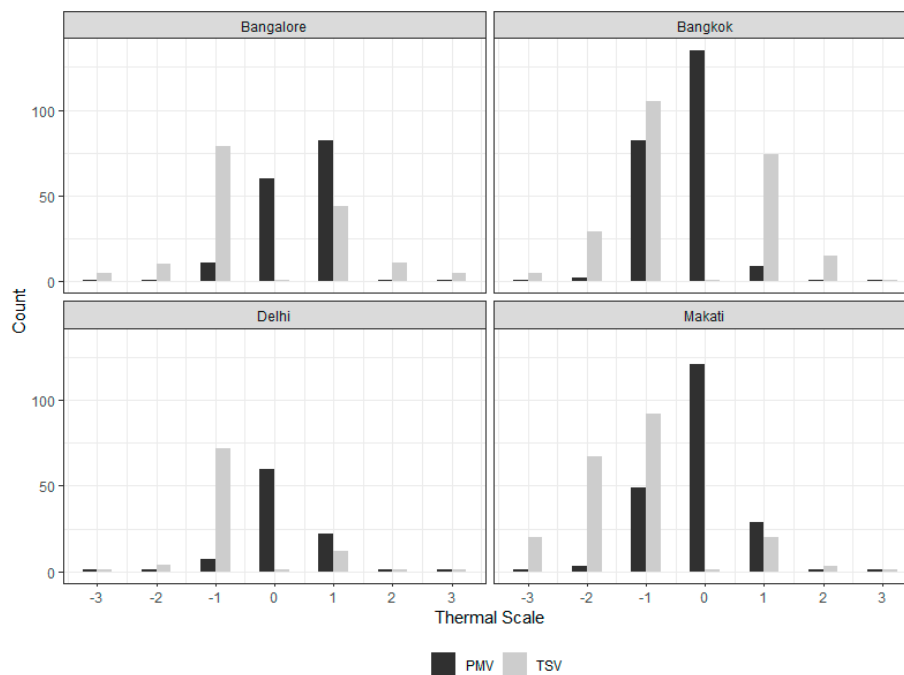 Bangalore Bangkok
100
50
0
Count
Delhi Makati
100
50
0
-3 -2 -1 0 1 2 3 -3 -2 -1 0 1 2 3
Thermal Scale
PMV TSV